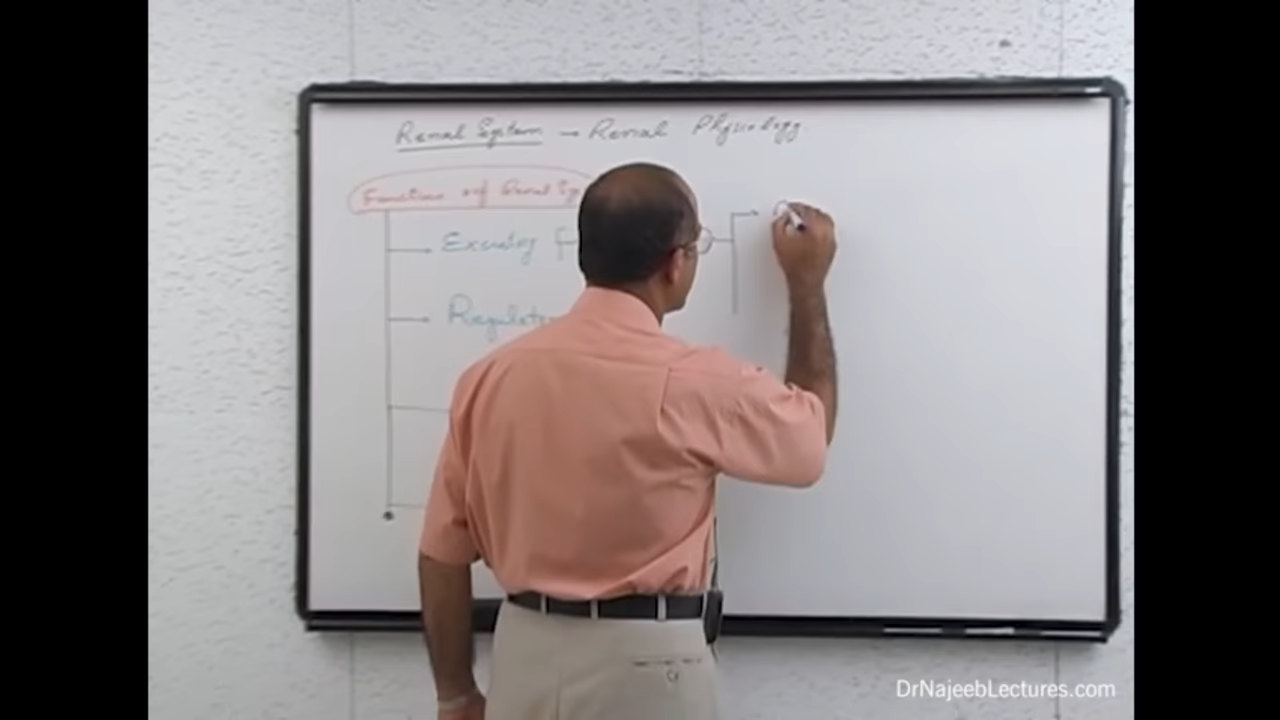 Renal System → Renal Physiology
Functions of Renal Sy
Excretory F
Regulato
DrNajeebLectures.com